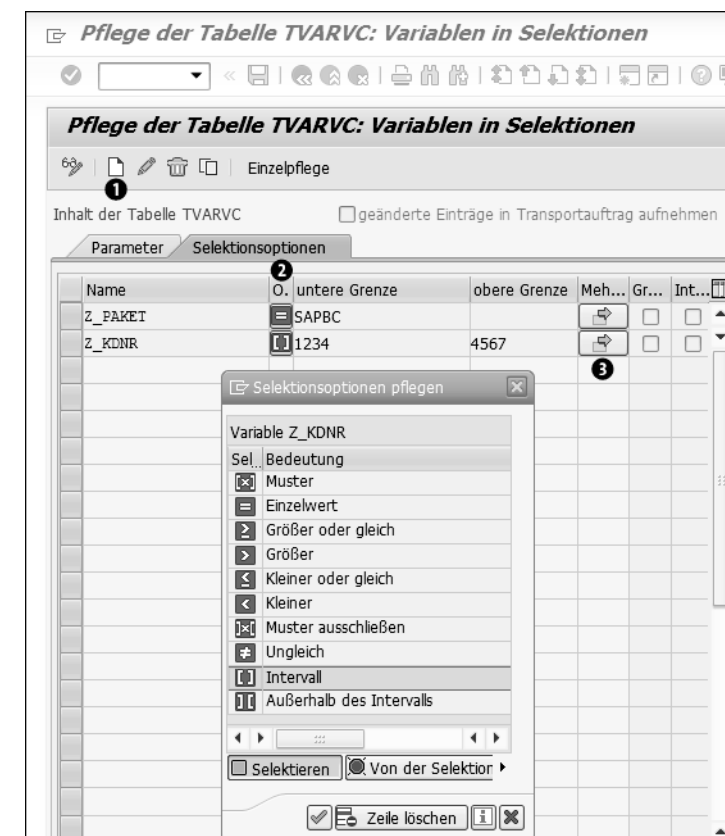 Pflege der Tabelle TVARVC: Variablen in Selektionen
Pflege der Tabelle TVARVC: Variablen in Selektionen
Einzelpflege
1
Inhalt der Tabelle TVARVC geänderte Einträge in Transportauftrag aufnehmen
Parameter Selektionsoptionen
2
Name O. untere Grenze obere Grenze Meh... Gr... Int...
Z_PAKET = SAPBC
Z_KDNR [ ] 1234 4567
3
Selektionsoptionen pflegen
Variable Z_KDNR
Sel... Bedeutung
Muster
= Einzelwert
≥ Größer oder gleich
> Größer
≤ Kleiner oder gleich
< Kleiner
Muster ausschließen
≠ Ungleich
[ ] Intervall
] [ Außerhalb des Intervalls
Selektieren Von der Selektion
Zeile löschen i